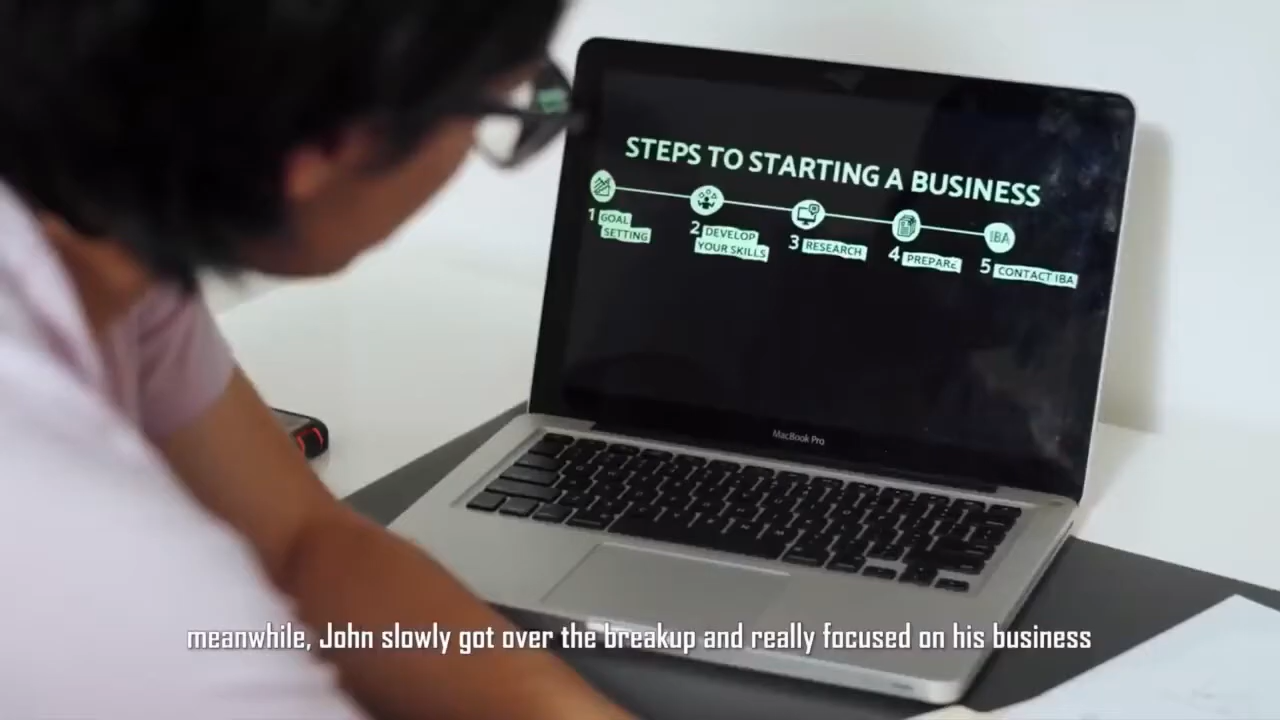 STEPS TO STARTING A BUSINESS
1 GOAL SETTING
2 DEVELOP YOUR SKILLS
3 RESEARCH
4 PREPARE
IBA
5 CONTACT IBA
MacBook Pro
meanwhile, John slowly got over the breakup and really focused on his business